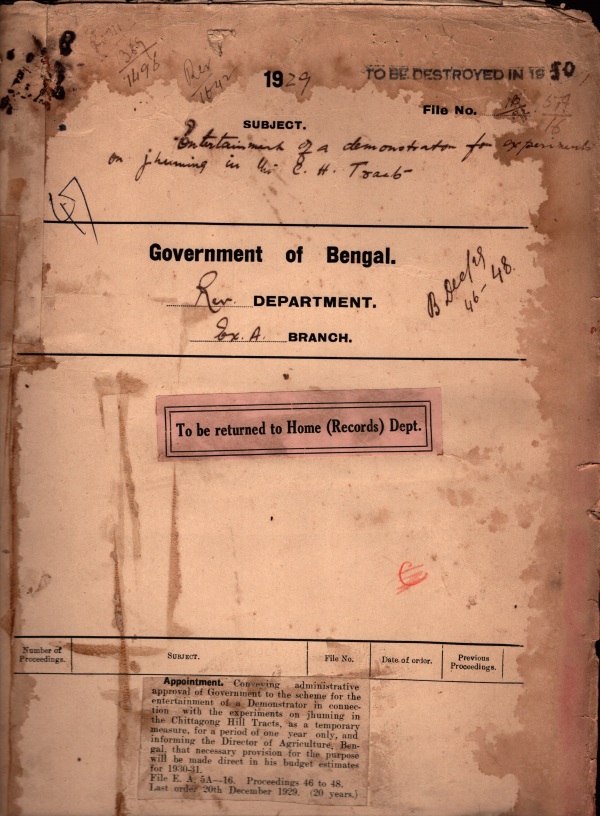 1929
TO BE DESTROYED IN 1950
File No. 5A
16
SUBJECT.
Entertainment of a demonstrator for experiments
on jhuming in the C. H. Tracts
Government of Bengal.
Rev. DEPARTMENT.
Ex. A. BRANCH.
B Dec/29
46-48.
To be returned to Home (Records) Dept.
Number of Proceedings.
SUBJECT.
File No.
Date of order.
Previous Proceedings.
Appointment. Conveying administrative
approval of Government to the scheme for the
entertainment of a Demonstrator in connec-
tion with the experiments on jhuming in
the Chittagong Hill Tracts, as a temporary
measure, for a period of one year only, and
informing the Director of Agriculture, Ben-
gal, that necessary provision for the purpose
will be made direct in his budget estimates
for 1930-31.
File E. A. 5A—16. Proceedings 46 to 48.
Last order 20th December 1929. (20 years.)